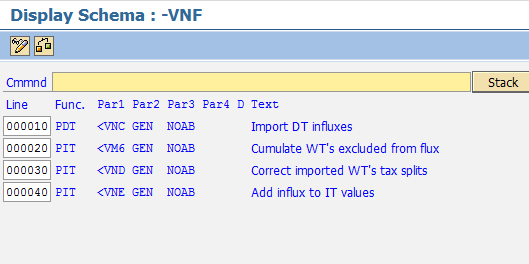 Display Schema : -VNF
Cmmnd Stack
Line Func. Par1 Par2 Par3 Par4 D Text
000010 PDT <VNC GEN NOAB Import DT influxes
000020 PIT <VM6 GEN NOAB Cumulate WT's excluded from flux
000030 PIT <VND GEN NOAB Correct imported WT's tax splits
000040 PIT <VNE GEN NOAB Add influx to IT values